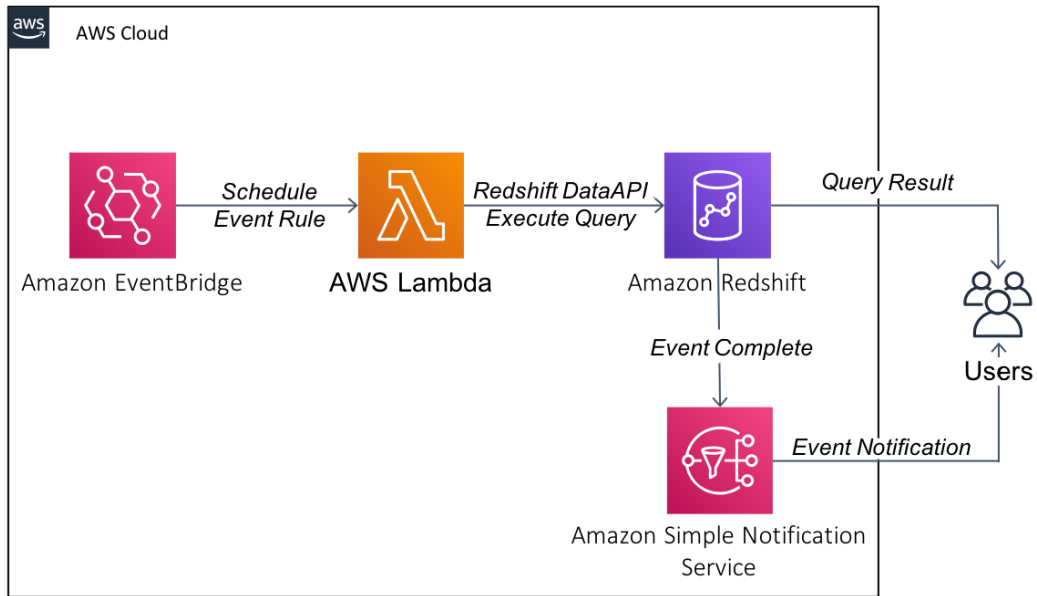 aws
AWS Cloud
Schedule
Event Rule
Redshift DataAPI
Execute Query
Query Result
Amazon EventBridge
AWS Lambda
Amazon Redshift
Event Complete
Users
Event Notification
Amazon Simple Notification
Service